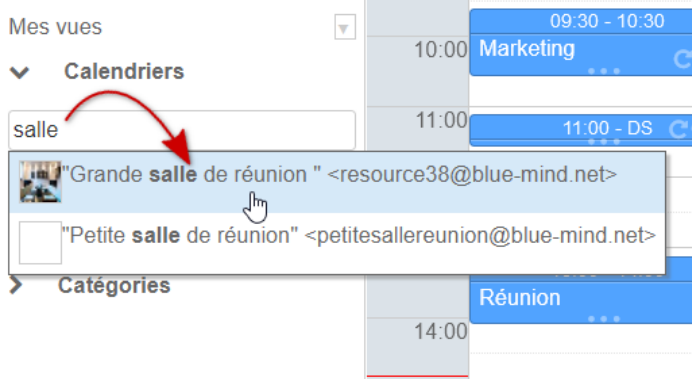 Mes vues
Calendriers
salle
"Grande salle de réunion " <resource38@blue-mind.net>
"Petite salle de réunion" <petitesallereunion@blue-mind.net>
Catégories
09:30 - 10:30
10:00 Marketing
11:00
11:00 - DS
Réunion
14:00